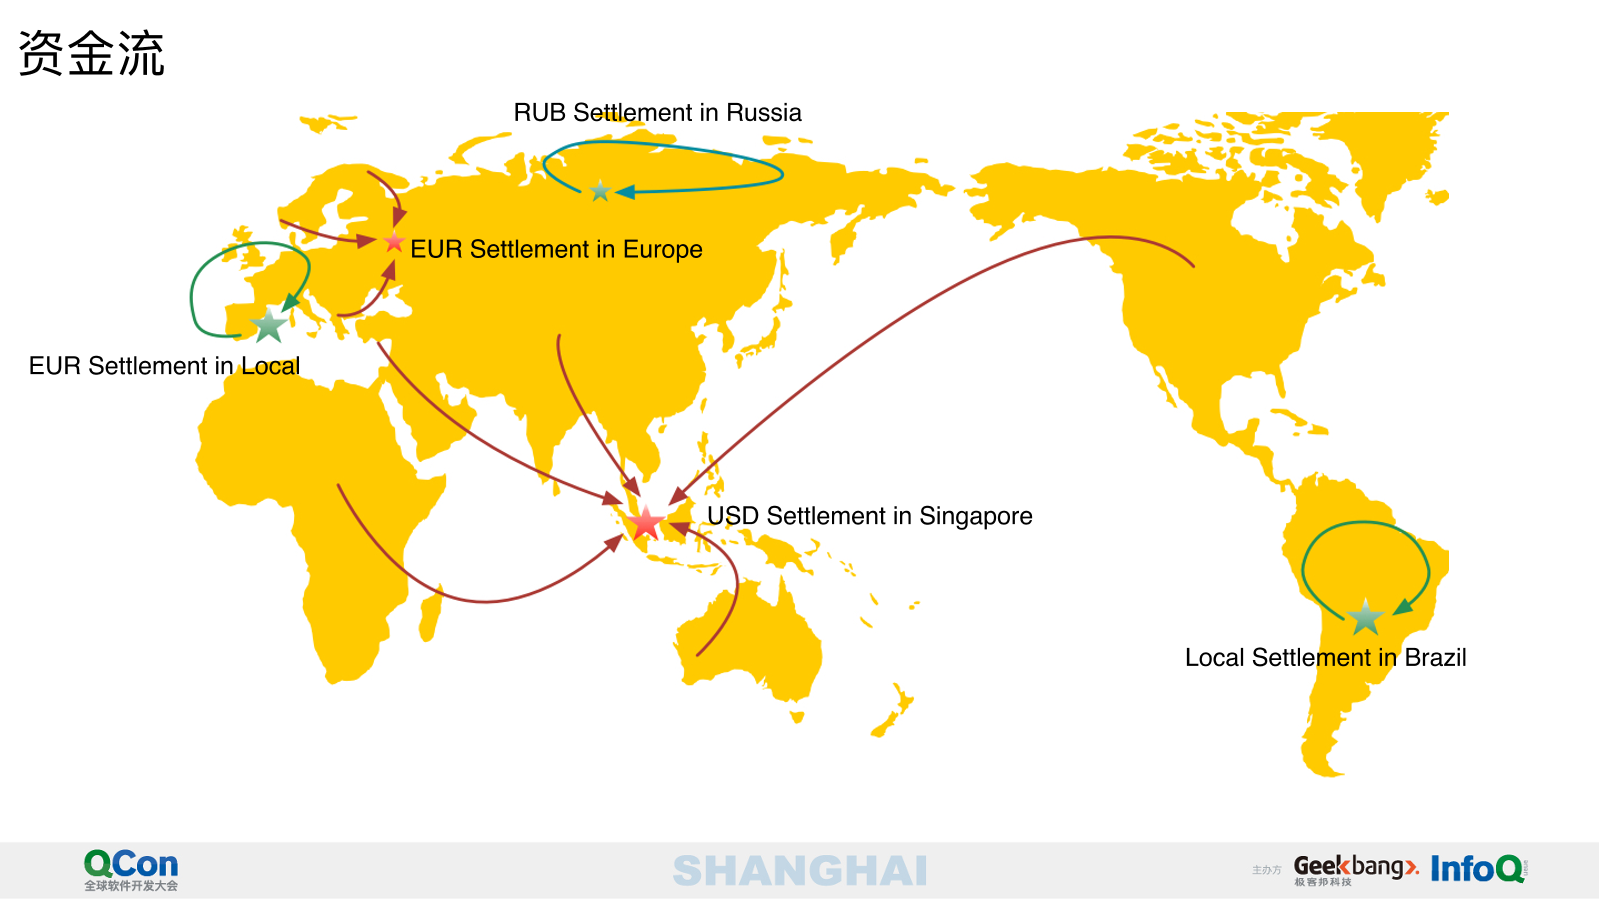 资金流
RUB Settlement in Russia
EUR Settlement in Europe
EUR Settlement in Local
USD Settlement in Singapore
Local Settlement in Brazil
QCon
全球软件开发大会
SHANGHAI
主办方
Geekbang>.
极客邦科技
InfoQ